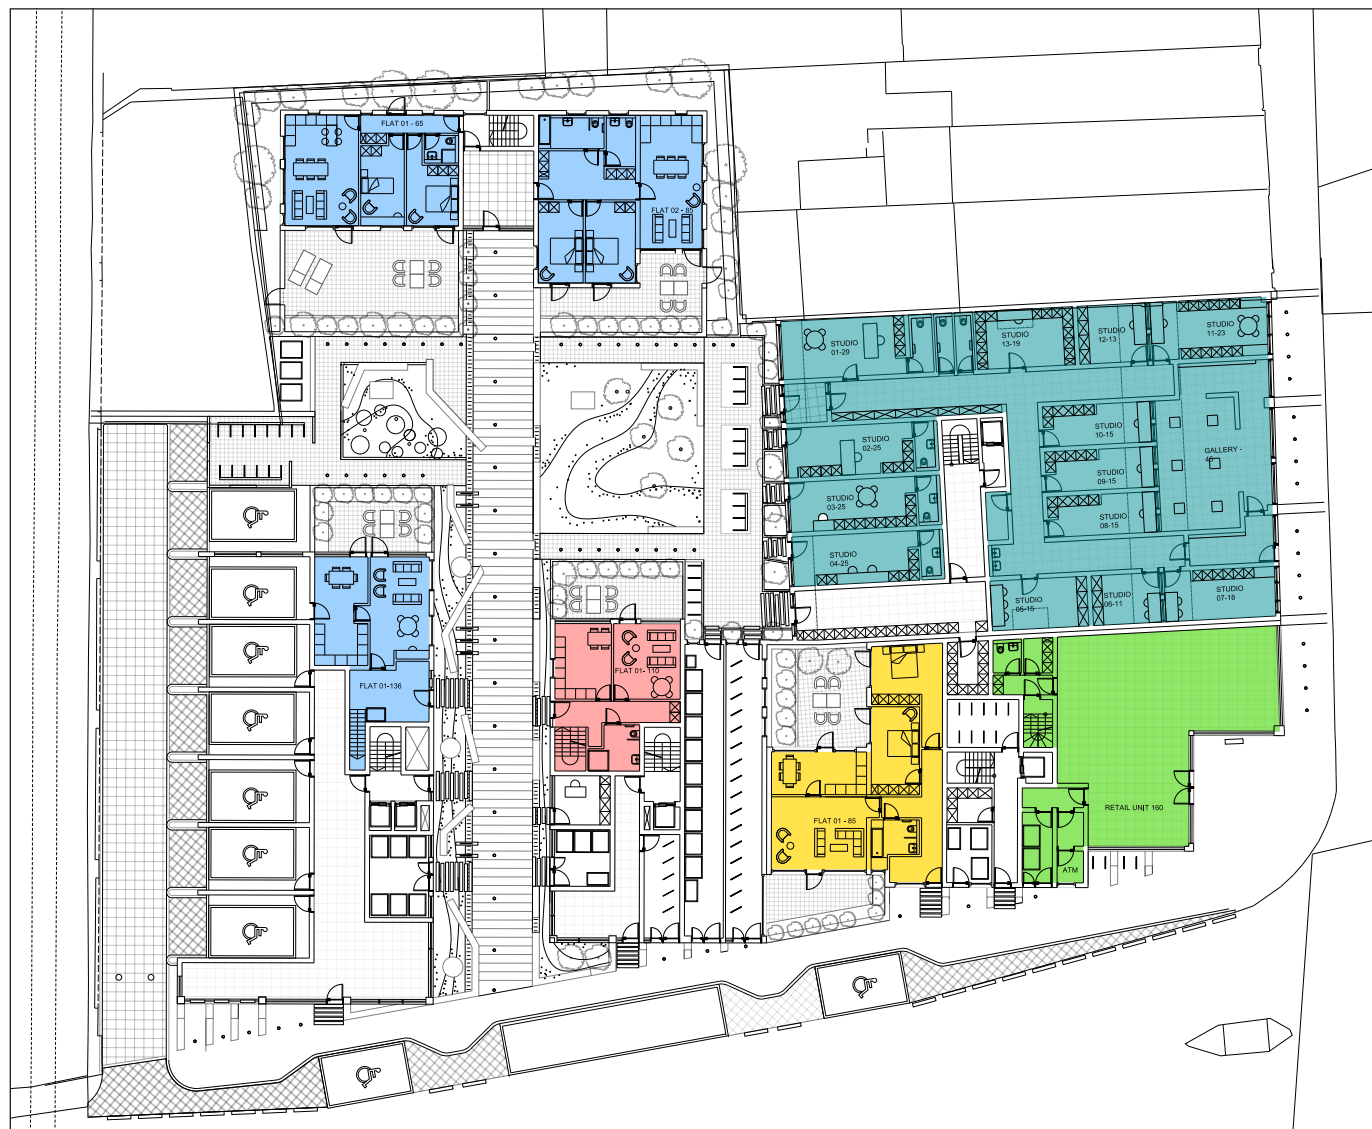 FLAT 01 - 65
FLAT 02 - 85
STUDIO
01-29
STUDIO
13-19
STUDIO
12-13
STUDIO
11-23
STUDIO
02-25
STUDIO
10-15
GALLERY -
45
STUDIO
09-15
STUDIO
03-25
STUDIO
08-15
STUDIO
04-25
STUDIO
05-15
STUDIO
06-11
STUDIO
07-18
FLAT 01-136
FLAT 01- 110
FLAT 01 - 85
RETAIL UNIT 160
ATM